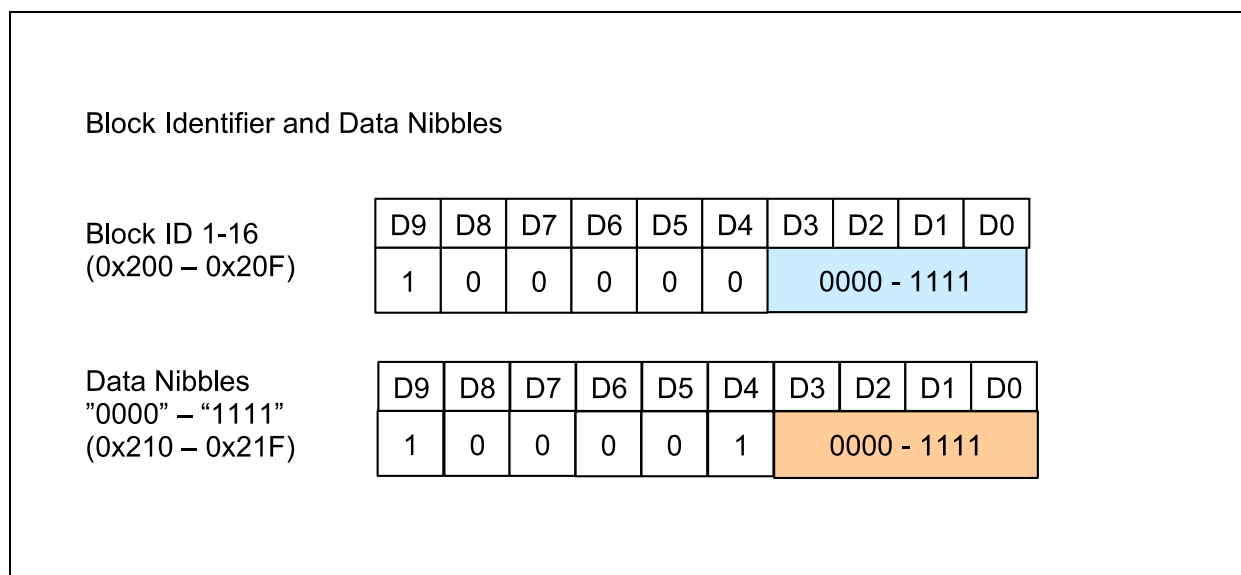 Block Identifier and Data Nibbles
Block ID 1-16
(0x200 – 0x20F)
D9 D8 D7 D6 D5 D4 D3 D2 D1 D0
1 0 0 0 0 0 0000 - 1111
Data Nibbles
”0000” – “1111”
(0x210 – 0x21F)
D9 D8 D7 D6 D5 D4 D3 D2 D1 D0
1 0 0 0 0 1 0000 - 1111